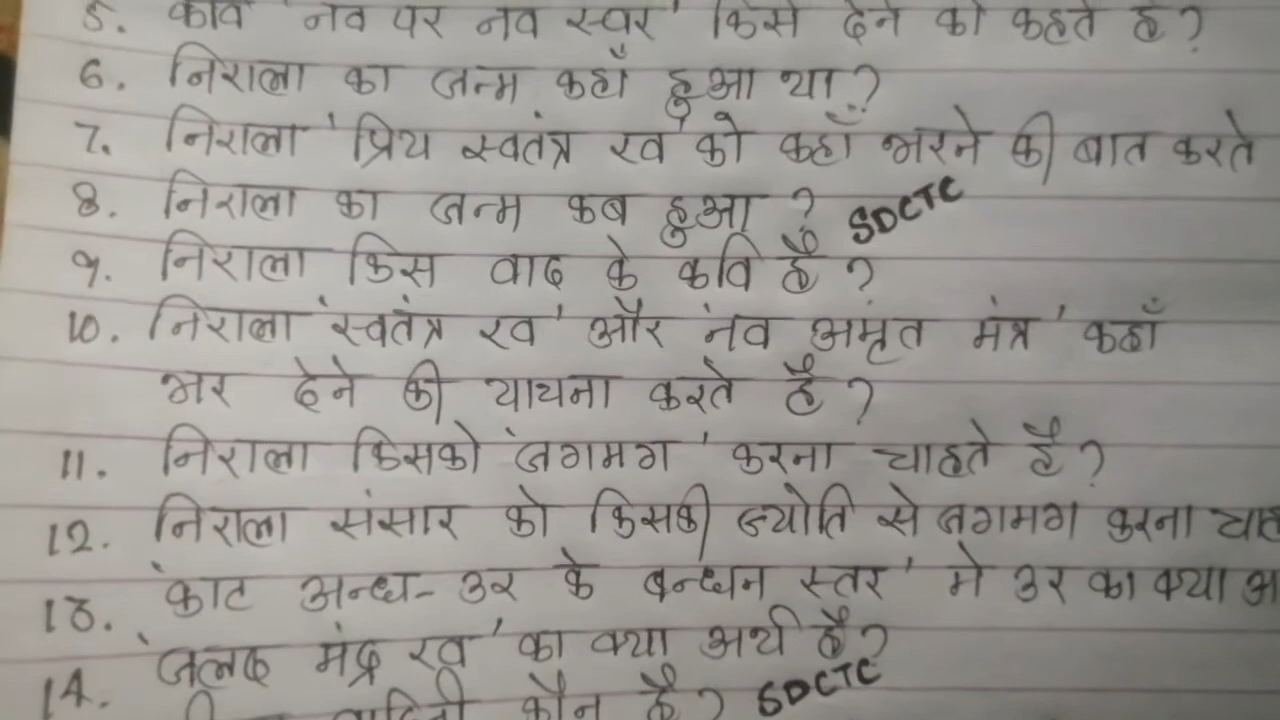 5. कवि 'नव पर नव स्वर' किसे देने को कहते है?
6. निराला का जन्म कहाँ हुआ था?
7. निराला 'प्रिय स्वतंत्र रव' को कहाँ भरने की बात करते
8. निराला का जन्म कब हुआ ? SDCTC
9. निराला किस वाद के कवि हैं ?
10. निराला 'स्वतंत्र रव' और 'नव अमृत मंत्र' कहाँ
भर देने की याचना करते हैं ?
11. निराला किसको 'जगमग' करना चाहते हैं ?
12. निराला संसार को किसकी ज्योति से जगमग करना चाह
13. 'काट अन्ध-उर के बन्धन स्तर' मे उर का क्या अ
14. 'जलद मंद्र रव' का क्या अर्थ है?
कौन है? SDCTC